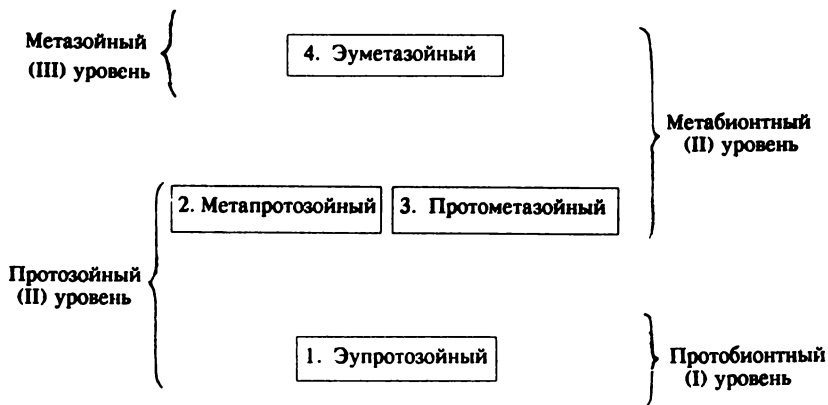 Метазойный
(III) уровень
4. Эуметазойный
Метабионтный
(II) уровень
2. Метапротозойный
3. Протометазойный
Протозойный
(II) уровень
1. Эупротозойный
Протобионтный
(I) уровень